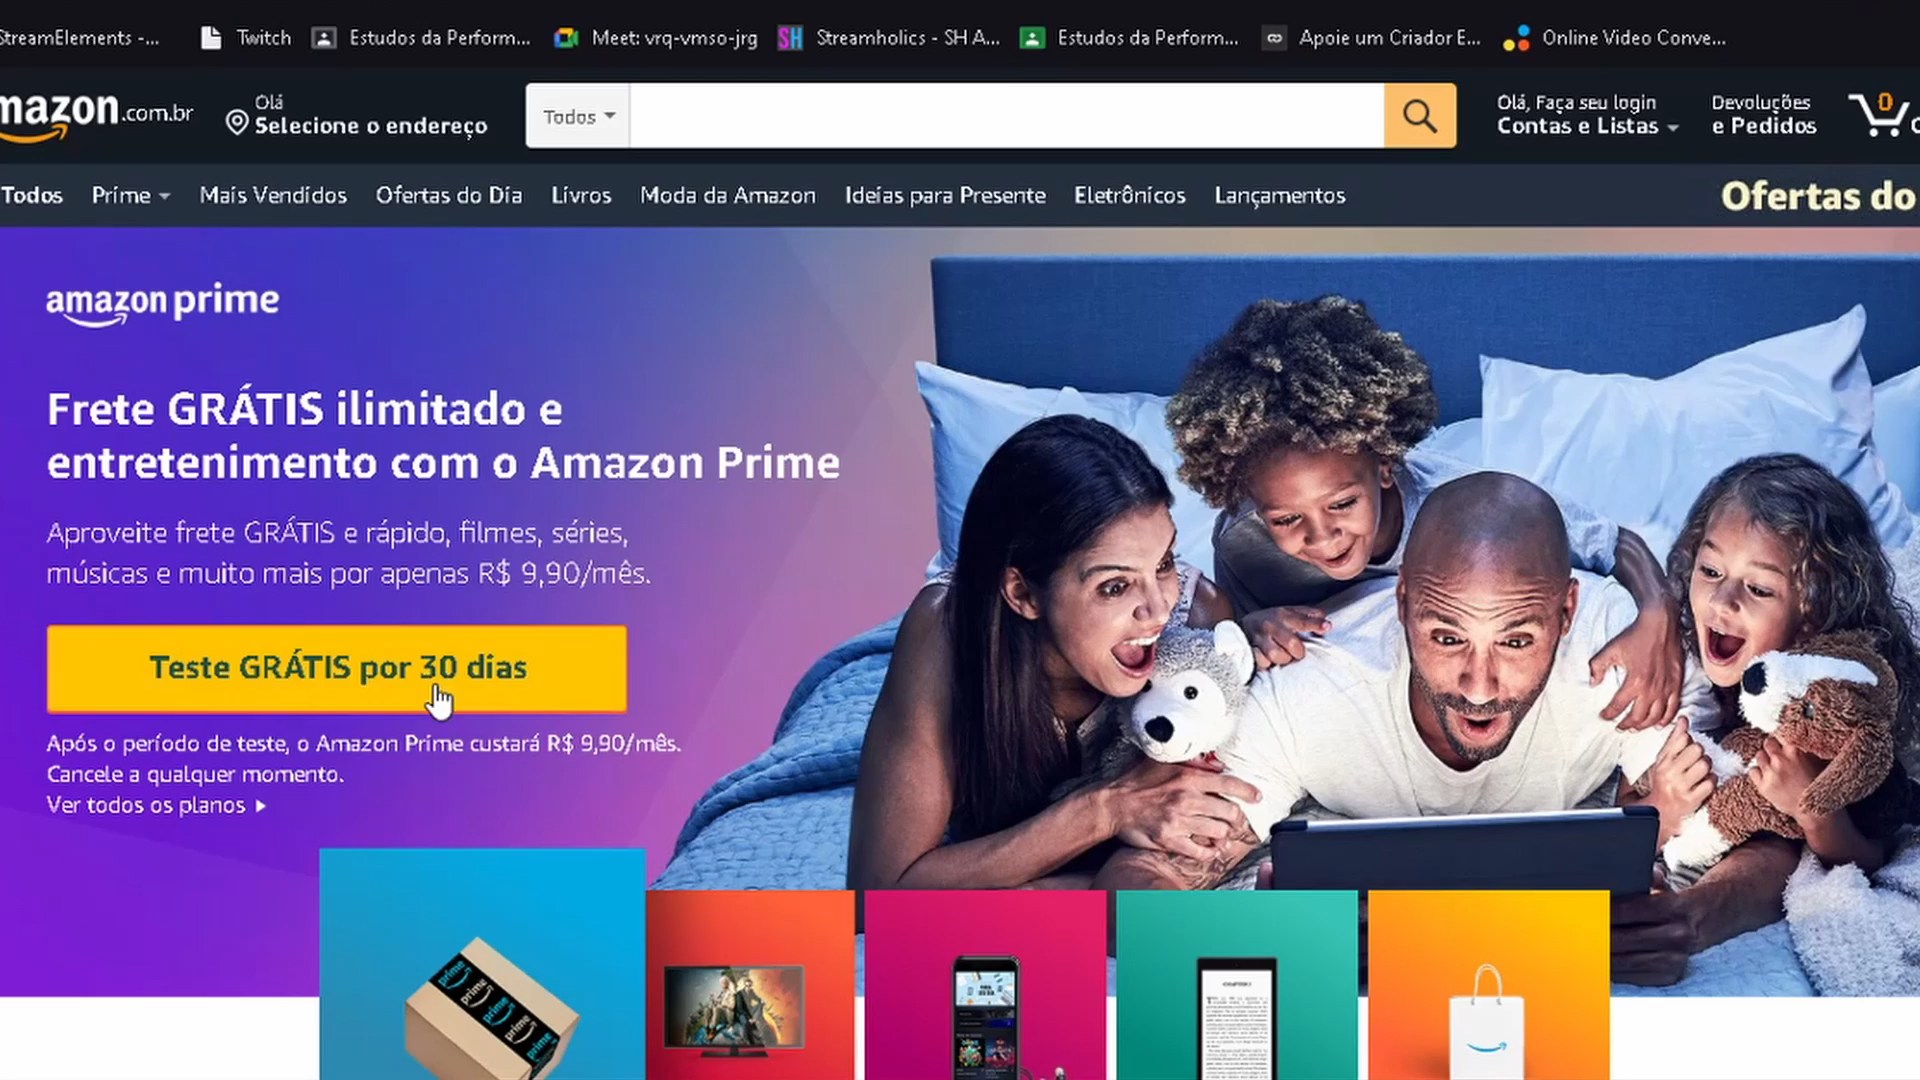 StreamElements -...
Twitch
Estudos da Perform...
Meet: vrq-vmso-jrg
SH
Streamholics - SH A...
Estudos da Perform...
Apoie um Criador E...
Online Video Conve...
mazon.com.br
Olá
Selecione o endereço
Todos
Olá, Faça seu login
Contas e Listas
Devoluções
e Pedidos
0
Todos
Prime
Mais Vendidos
Ofertas do Dia
Livros
Moda da Amazon
Ideias para Presente
Eletrônicos
Lançamentos
Ofertas do
amazon prime
Frete GRÁTIS ilimitado e
entretenimento com o Amazon Prime
Aproveite frete GRÁTIS e rápido, filmes, séries,
músicas e muito mais por apenas R$ 9,90/mês.
Teste GRÁTIS por 30 dias
Após o período de teste, o Amazon Prime custará R$ 9,90/mês.
Cancele a qualquer momento.
Ver todos os planos
prime
prime
prime
prime
prime